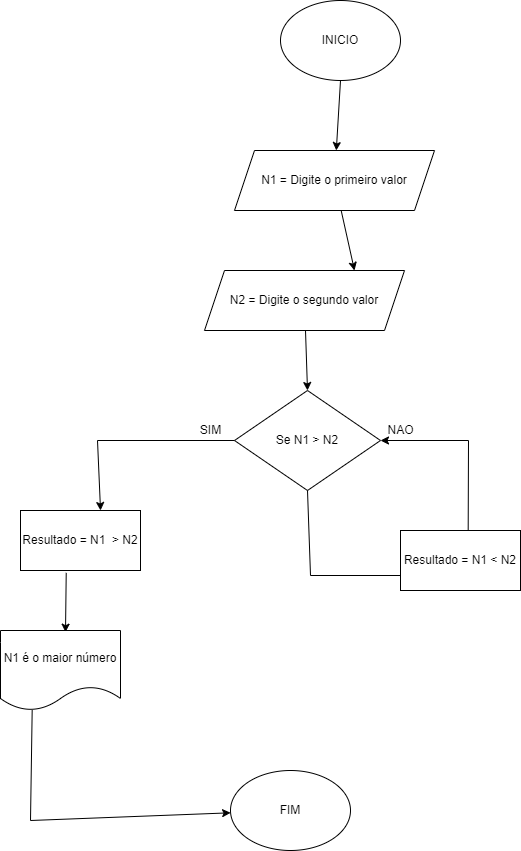 INICIO
N1 = Digite o primeiro valor
N2 = Digite o segundo valor
SIM
NAO
Se N1 > N2
Resultado = N1 > N2
Resultado = N1 < N2
N1 é o maior número
FIM